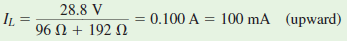 I_L = 28.8 V / 96 Ω + 192 Ω = 0.100 A = 100 mA (upward)